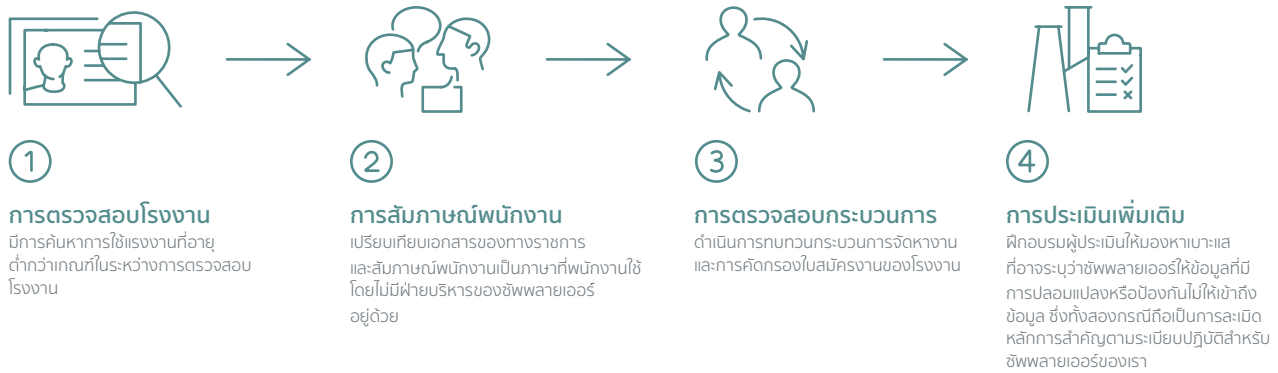 1
การตรวจสอบโรงงาน
มีการค้นหาการใช้แรงงานที่อายุ
ต่ำกว่าเกณฑ์ในระหว่างการตรวจสอบ
โรงงาน
2
การสัมภาษณ์พนักงาน
เปรียบเทียบเอกสารของทางราชการ
และสัมภาษณ์พนักงานเป็นภาษาที่พนักงานใช้
โดยไม่มีฝ่ายบริหารของซัพพลายเออร์
อยู่ด้วย
3
การตรวจสอบกระบวนการ
ดำเนินการทบทวนกระบวนการจัดหางาน
และการคัดกรองใบสมัครงานของโรงงาน
4
การประเมินเพิ่มเติม
ฝึกอบรมผู้ประเมินให้มองหาเบาะแส
ที่อาจระบุว่าซัพพลายเออร์ให้ข้อมูลที่มี
การปลอมแปลงหรือป้องกันไม่ให้เข้าถึง
ข้อมูล ซึ่งทั้งสองกรณีถือเป็นการละเมิด
หลักการสำคัญตามระเบียบปฏิบัติสำหรับ
ซัพพลายเออร์ของเรา